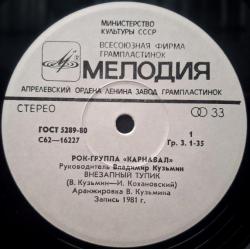 МИНИСТЕРСТВО
КУЛЬТУРЫ СССР
ВСЕСОЮЗНАЯ ФИРМА
ГРАМПЛАСТИНОК
МЕЛОДИЯ
АПРЕЛЕВСКИЙ ОРДЕНА ЛЕНИНА ЗАВОД ГРАМПЛАСТИНОК
СТЕРЕО
33
ГОСТ 5289-80
С62—16227
1
Гр. 3. 1-35
РОК-ГРУППА «КАРНАВАЛ»
Руководитель Владимир Кузьмин
ВНЕЗАПНЫЙ ТУПИК
(В. Кузьмин—И. Кохановский)
Аранжировка В. Кузьмина
Запись 1981 г.